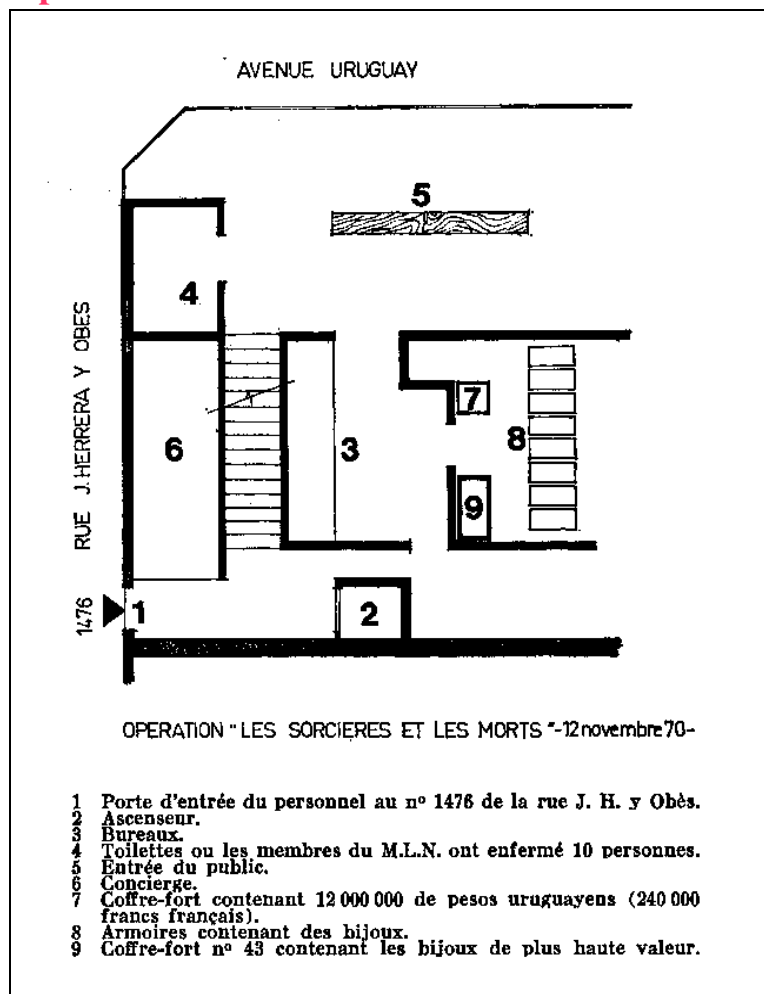 AVENUE URUGUAY
5
4
RUE J. HERRERA Y OBES
7
6
3
8
9
1476
1
2
OPERATION "LES SORCIERES ET LES MORTS"-12 novembre 70-
1 Porte d'entrée du personnel au nº 1476 de la rue J. H. y Obès.
2 Ascenseur.
3 Bureaux.
4 Toilettes ou les membres du M.L.N. ont enfermé 10 personnes.
5 Entrée du public.
6 Concierge.
7 Coffre-fort contenant 12 000 000 de pesos uruguayens (240 000
francs français).
8 Armoires contenant des bijoux.
9 Coffre-fort nº 43 contenant les bijoux de plus haute valeur.